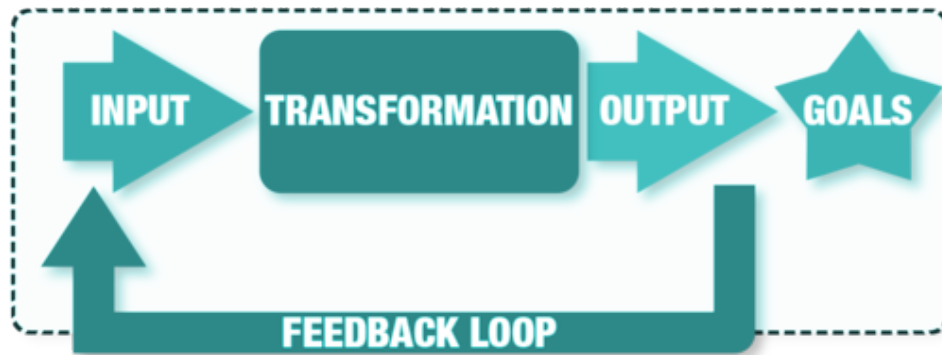 INPUT
TRANSFORMATION
OUTPUT
GOALS
FEEDBACK LOOP